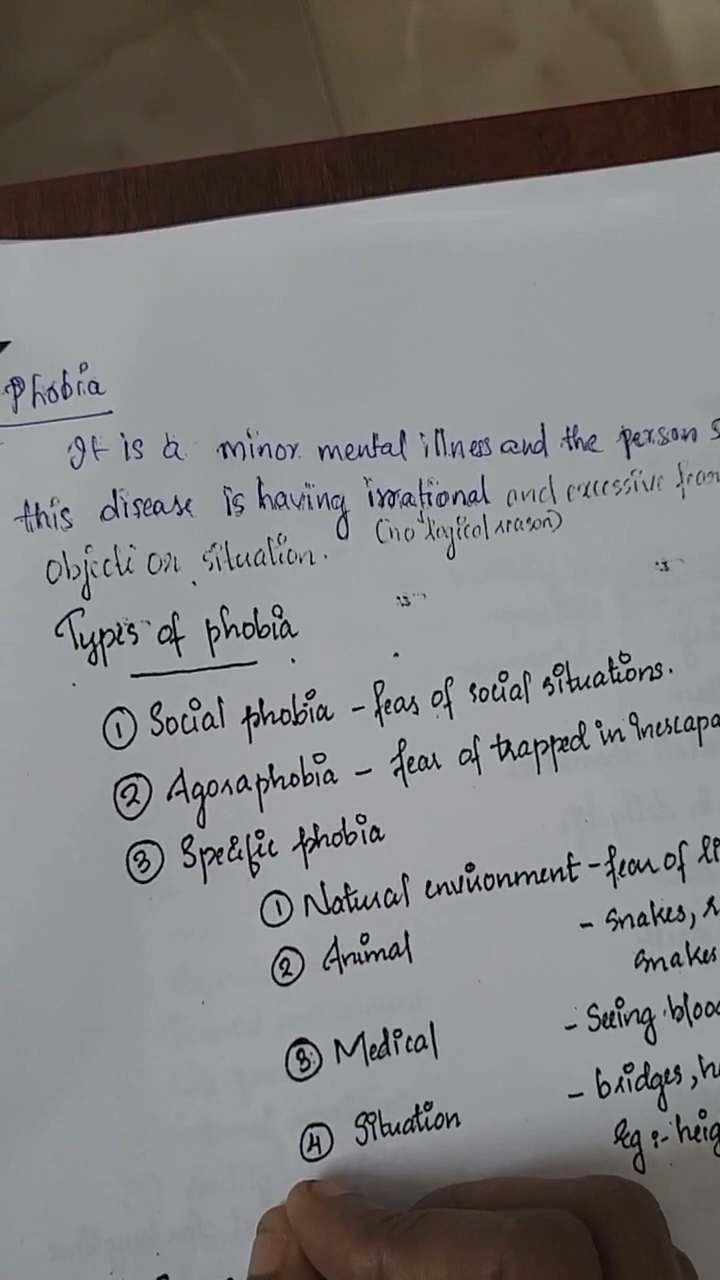 Phobia
It is a minor mental illness and the person
this disease is having irrational and excessive
(no logical reason)
object or situation.
Types of phobia
① Social phobia - fear of social situations.
② Agoraphobia - fear of trapped in Inescapa
③ Specific phobia
① Natural environment - fear of
② Animal - snakes,
snakes
③ Medical - Seeing blood
④ Situation - bridges,
Eg:- heig